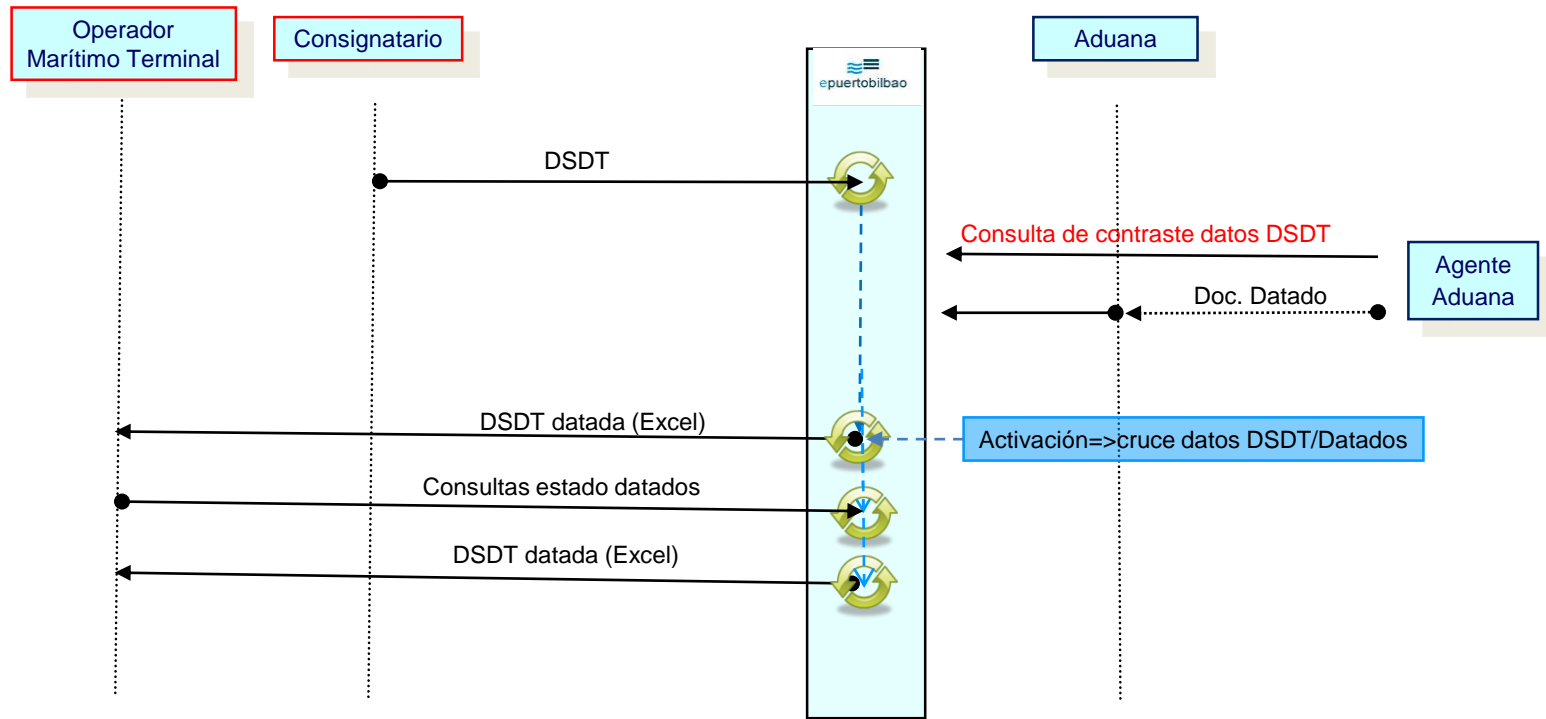 Operador
Marítimo Terminal
Consignatario
Aduana
epuertobilbao
DSDT
Consulta de contraste datos DSDT
Agente
Aduana
Doc. Datado
DSDT datada (Excel)
Activación=>cruce datos DSDT/Datados
Consultas estado datados
DSDT datada (Excel)